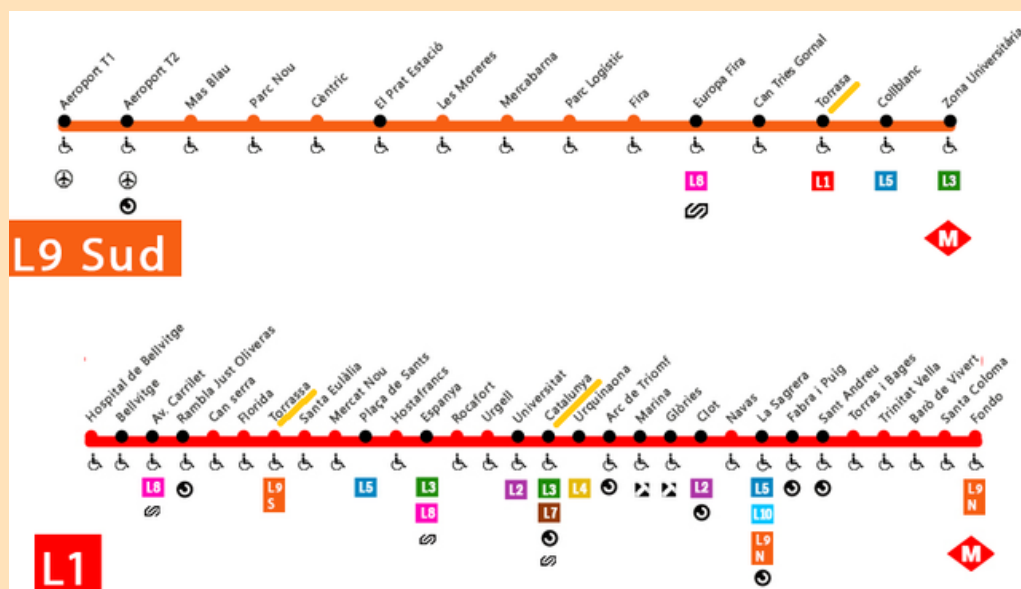 Aeroport T1
Aeroport T2
Mas Blau
Parc Nou
Cèntric
El Prat Estació
Les Moreres
Mercabarna
Parc Logístic
Fira
Europa Fira
Can Tries Gornal
Torrasa
Collblanc
Zona Universitària
L8
L1
L5
L3
L9 Sud
M
Hospital de Bellvitge
Bellvitge
Av. Carrilet
Rambla Just Oliveras
Can serra
Florida
Torrassa
Santa Eulàlia
Mercat Nou
Plaça de Sants
Hostafrancs
Espanya
Rocafort
Urgell
Universitat
Catalunya
Urquinaona
Arc de Triomf
Marina
Glòries
Clot
Navas
La Sagrera
Fabra i Puig
Sant Andreu
Torras i Bages
Trinitat Vella
Barò de Vivert
Santa Coloma
Fondo
L8
L9
S
L5
L3
L8
L2
L3
L7
L4
L2
L5
L10
L9
N
L9
N
L1
M